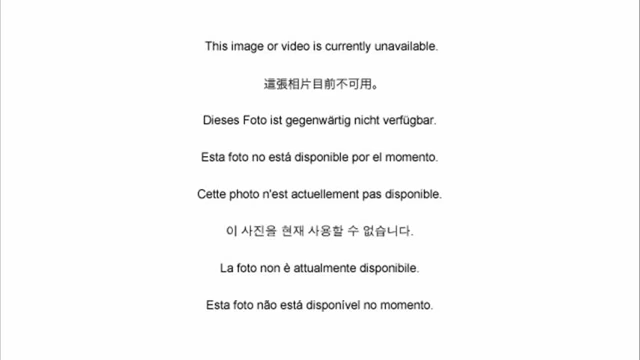 This image or video is currently unavailable.
這張相片目前不可用。
Dieses Foto ist gegenwärtig nicht verfügbar.
Esta foto no está disponible por el momento.
Cette photo n'est actuellement pas disponible.
이 사진을 현재 사용할 수 없습니다.
La foto non è attualmente disponibile.
Esta foto não está disponível no momento.